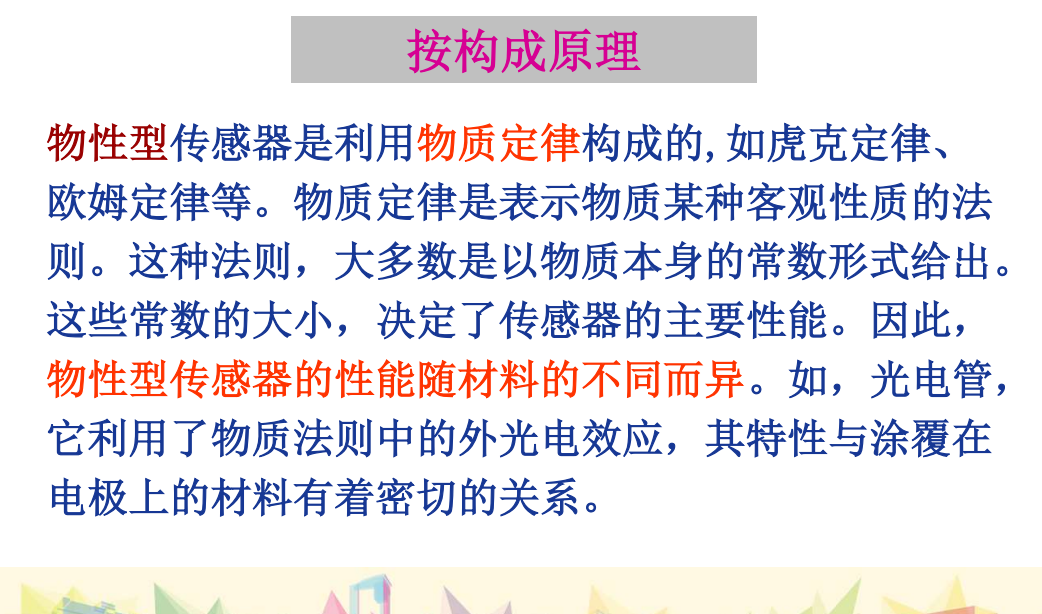 按构成原理
物性型传感器是利用物质定律构成的,如虎克定律、
欧姆定律等。物质定律是表示物质某种客观性质的法
则。这种法则，大多数是以物质本身的常数形式给出。
这些常数的大小，决定了传感器的主要性能。因此，
物性型传感器的性能随材料的不同而异。如，光电管，
它利用了物质法则中的外光电效应，其特性与涂覆在
电极上的材料有着密切的关系。